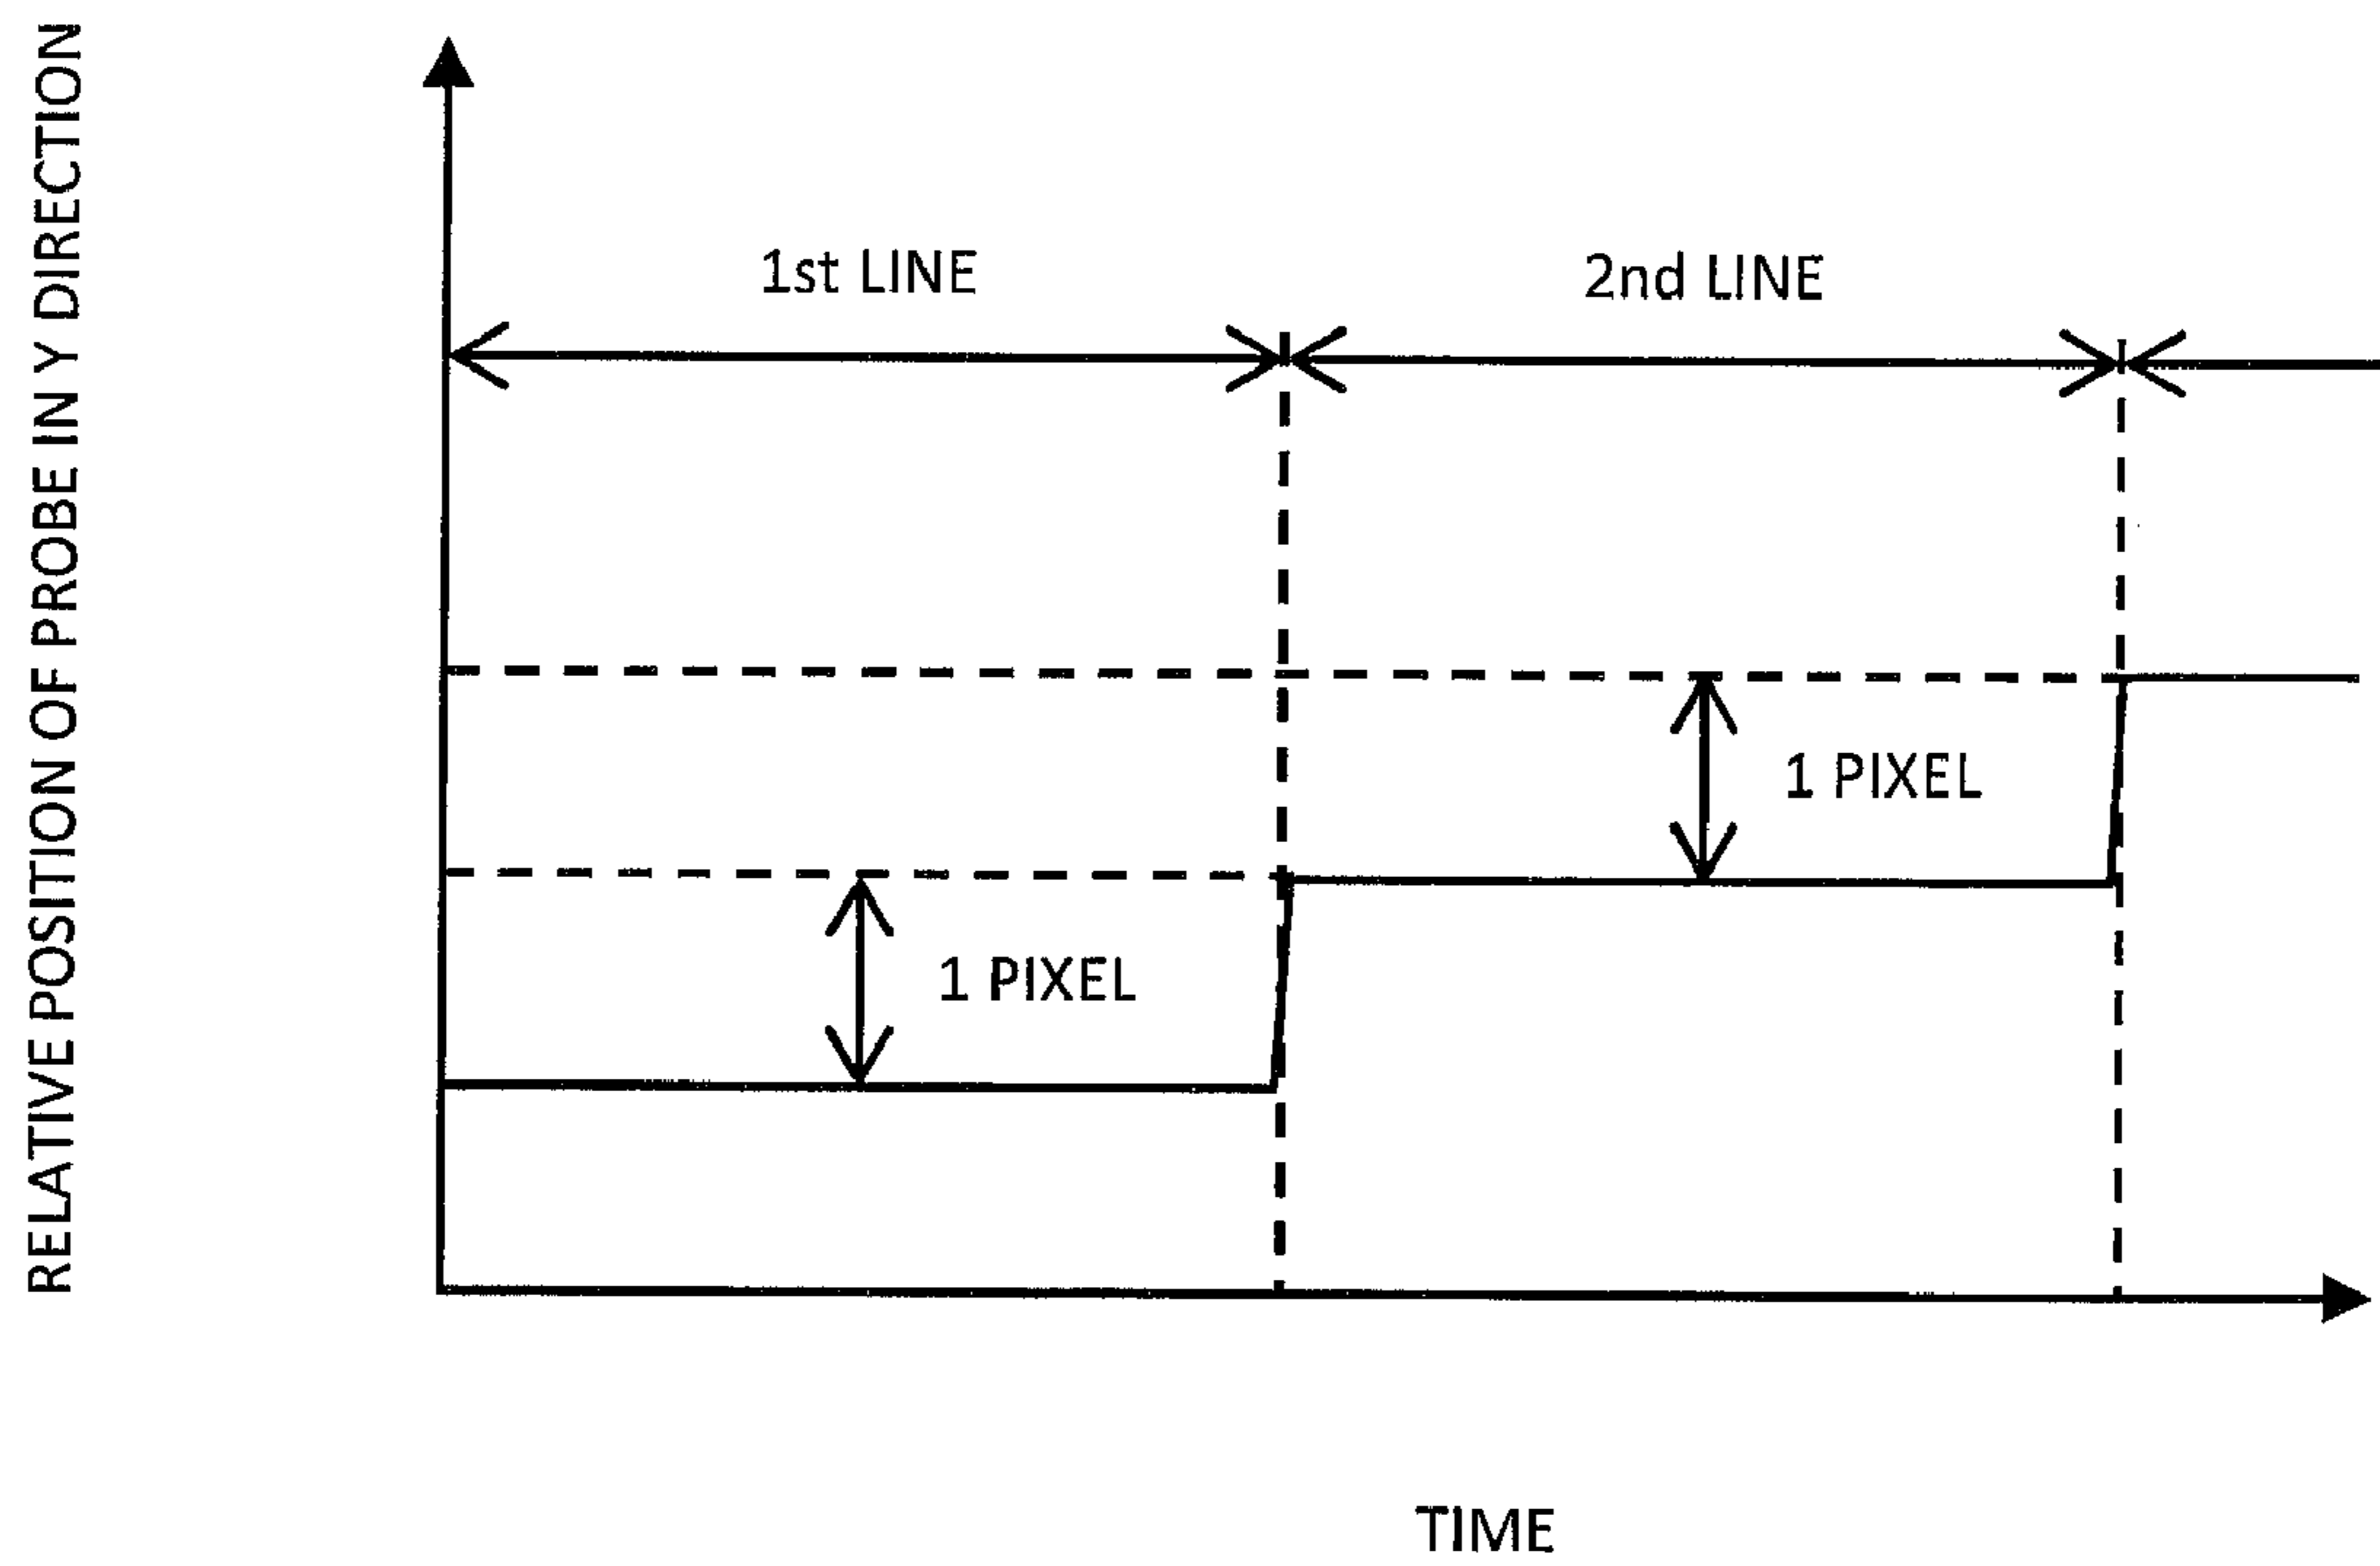 RELATIVE POSITION OF PROBE IN Y DIRECTION
1st LINE
2nd LINE
1 PIXEL
1 PIXEL
TIME